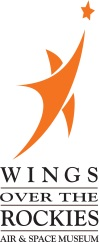 WINGS
OVER THE
ROCKIES
AIR & SPACE MUSEUM